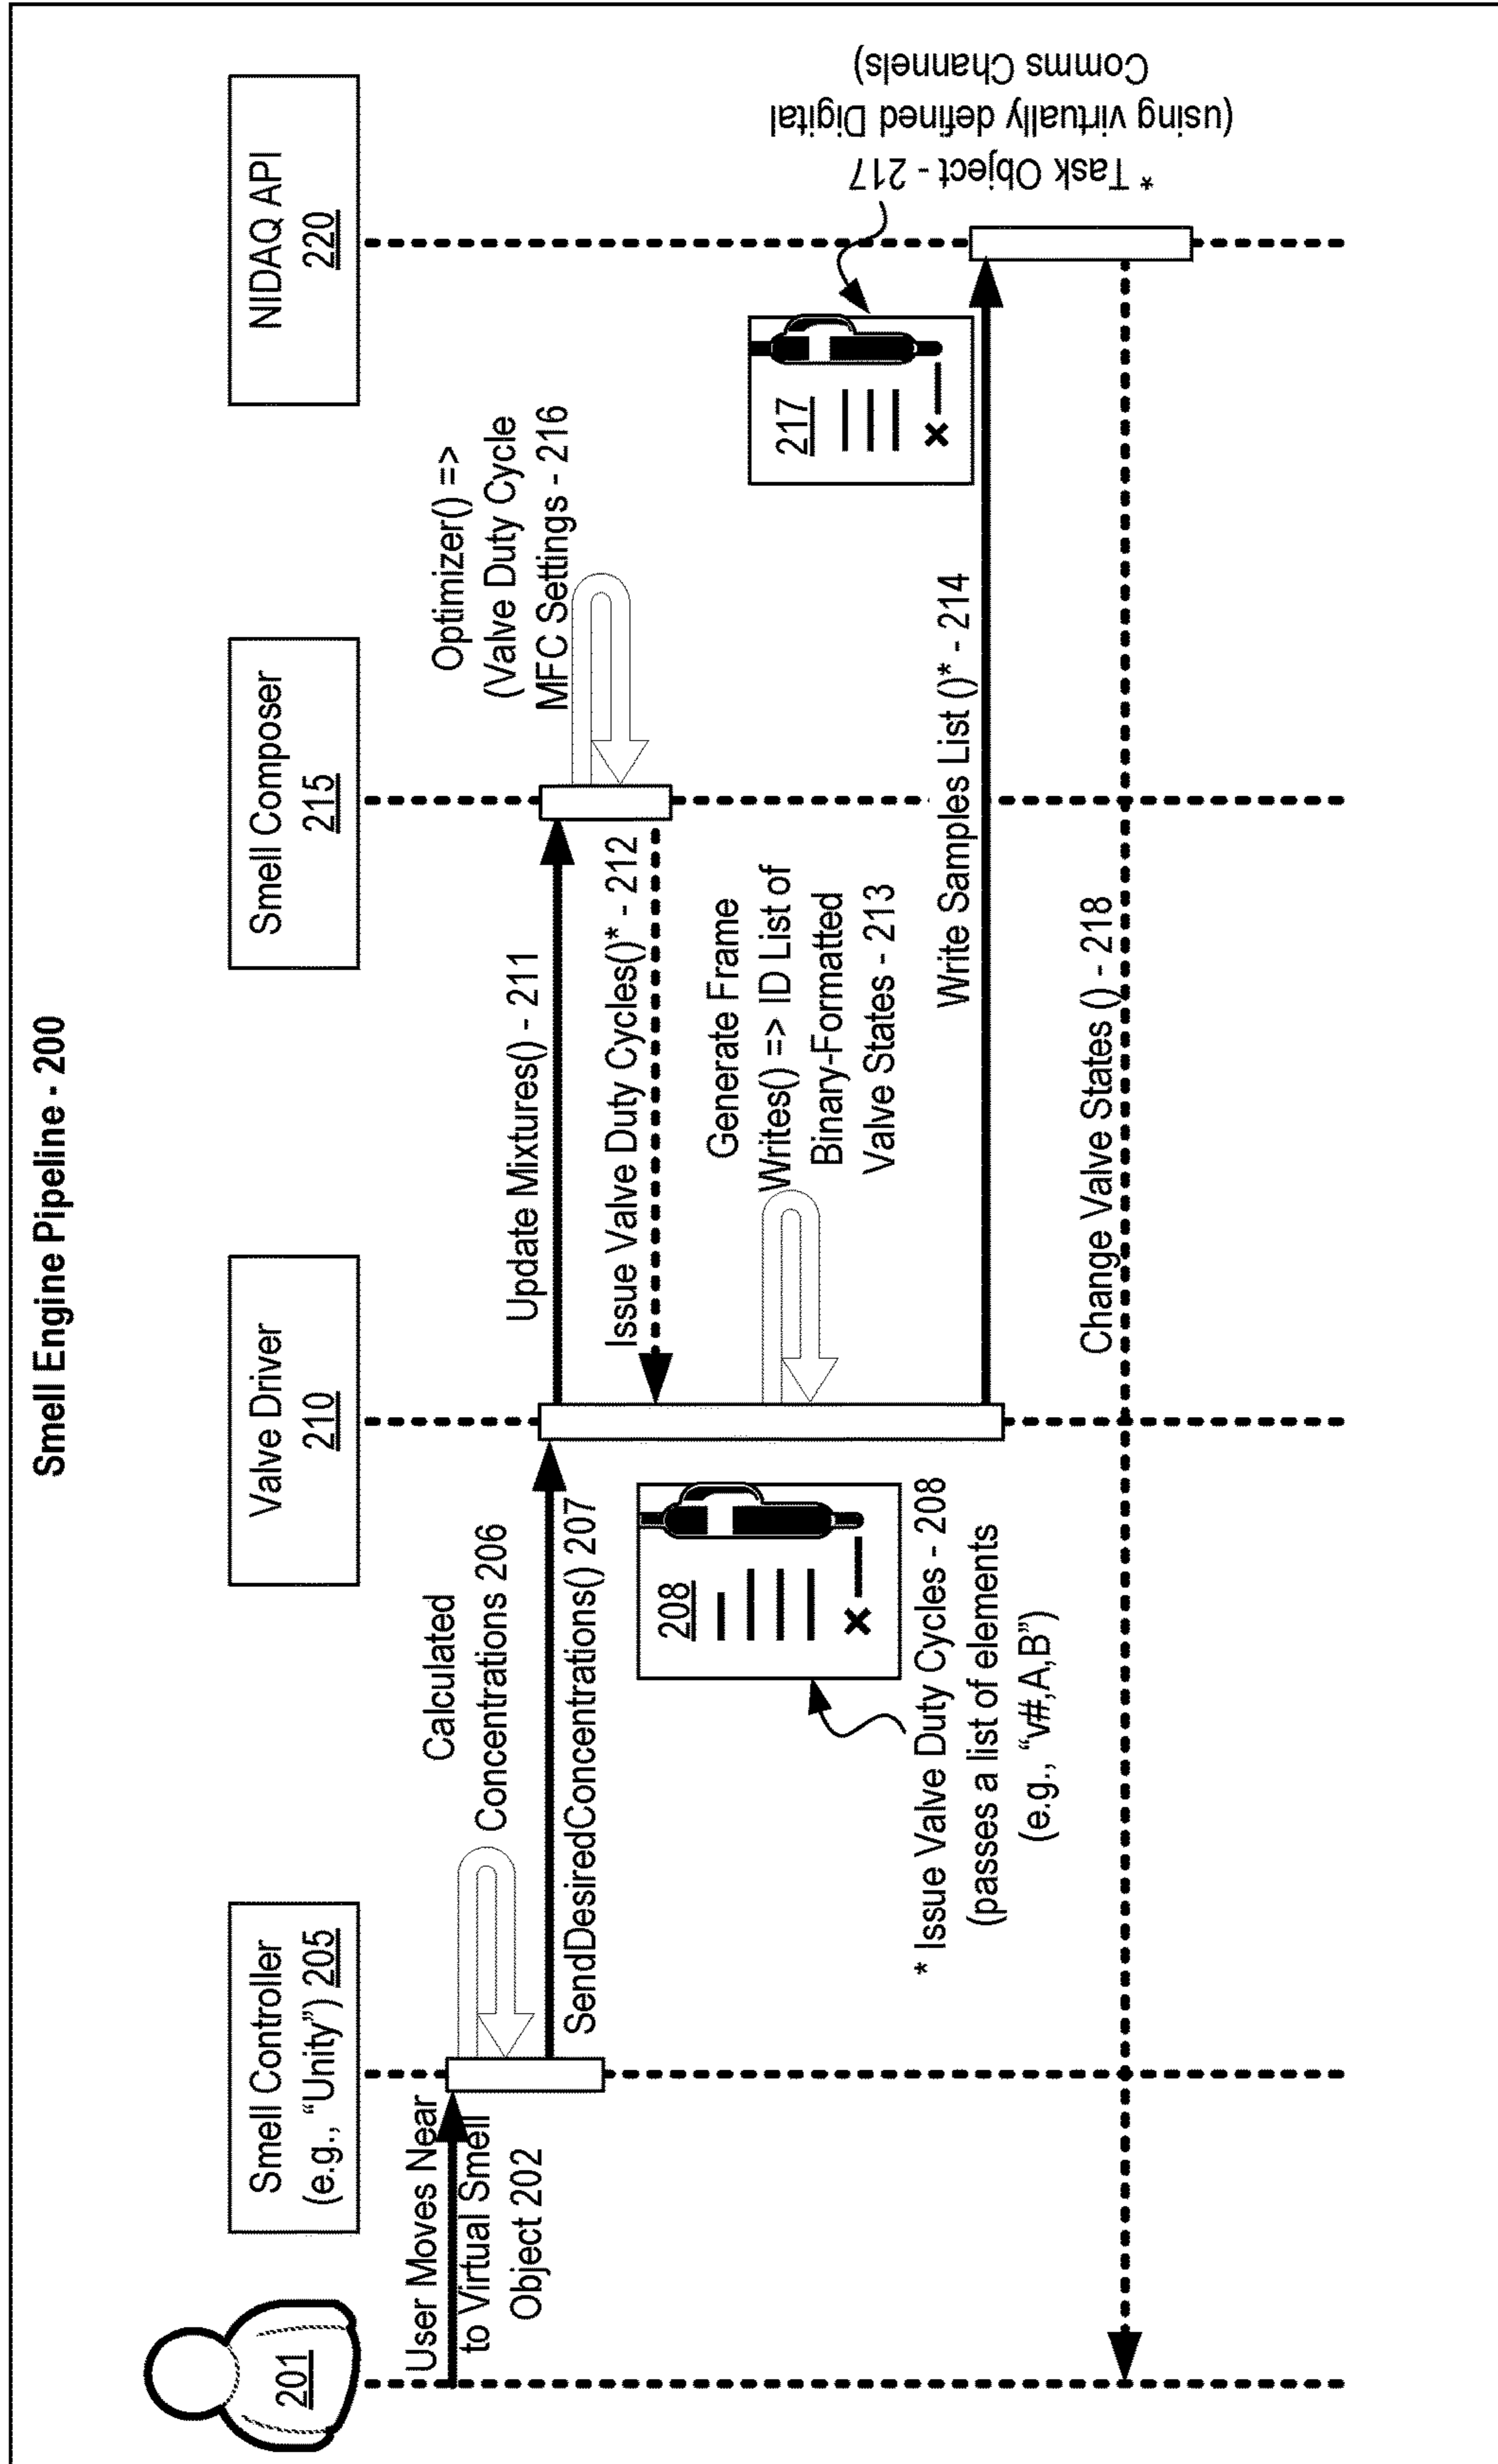 Smell Engine Pipeline - 200
201
Smell Controller
(e.g., “Unity”) 205
Valve Driver
210
Smell Composer
215
NIDAQ API
220
User Moves Near
to Virtual Smell
Object 202
Calculated
Concentrations 206
SendDesiredConcentrations() 207
208
* Issue Valve Duty Cycles - 208
(passes a list of elements
(e.g., “v#,A,B”)
Update Mixtures() - 211
Optimizer() =>
(Valve Duty Cycle
MFC Settings - 216
Issue Valve Duty Cycles()* - 212
Generate Frame
Writes() => ID List of
Binary-Formatted
Valve States - 213
Write Samples List ()* - 214
217
* Task Object - 217
(using virtually defined Digital
Comms Channels)
Change Valve States () - 218